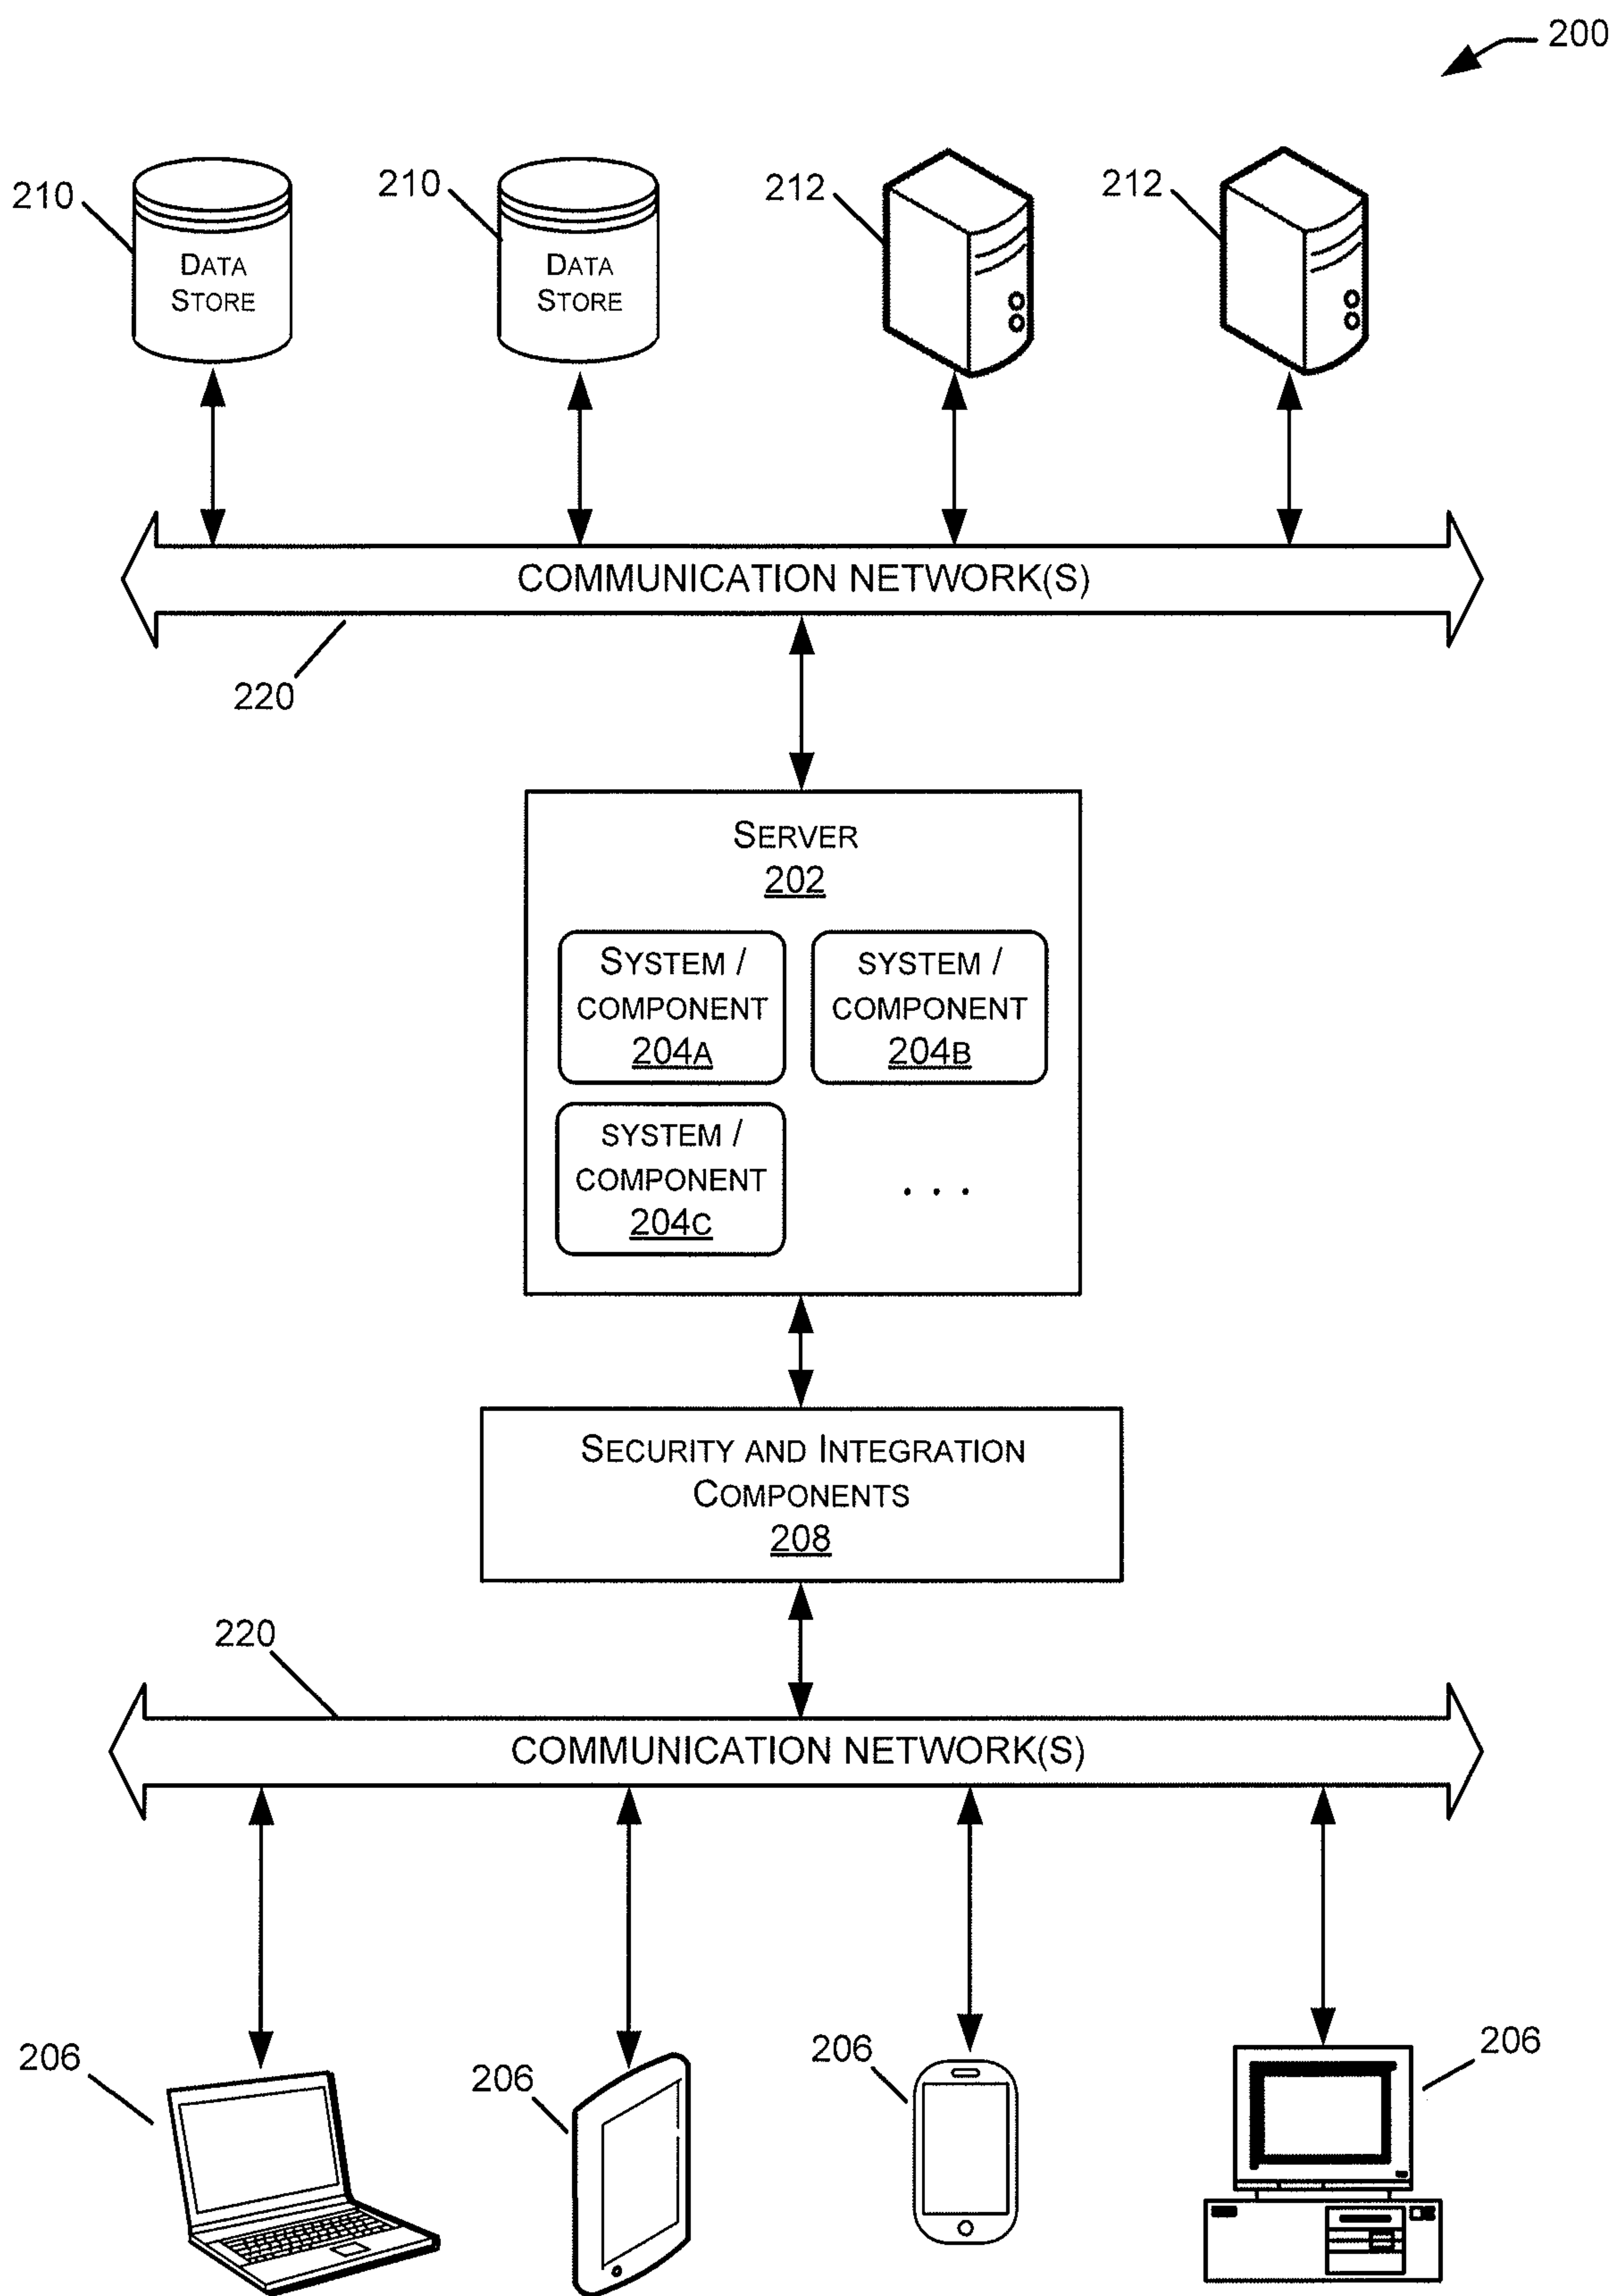 200
210
210
212
212
DATA
STORE
DATA
STORE
COMMUNICATION NETWORK(S)
220
SERVER
202
SYSTEM /
COMPONENT
204A
SYSTEM /
COMPONENT
204B
SYSTEM /
COMPONENT
204C
. . .
SECURITY AND INTEGRATION
COMPONENTS
208
220
COMMUNICATION NETWORK(S)
206
206
206
206